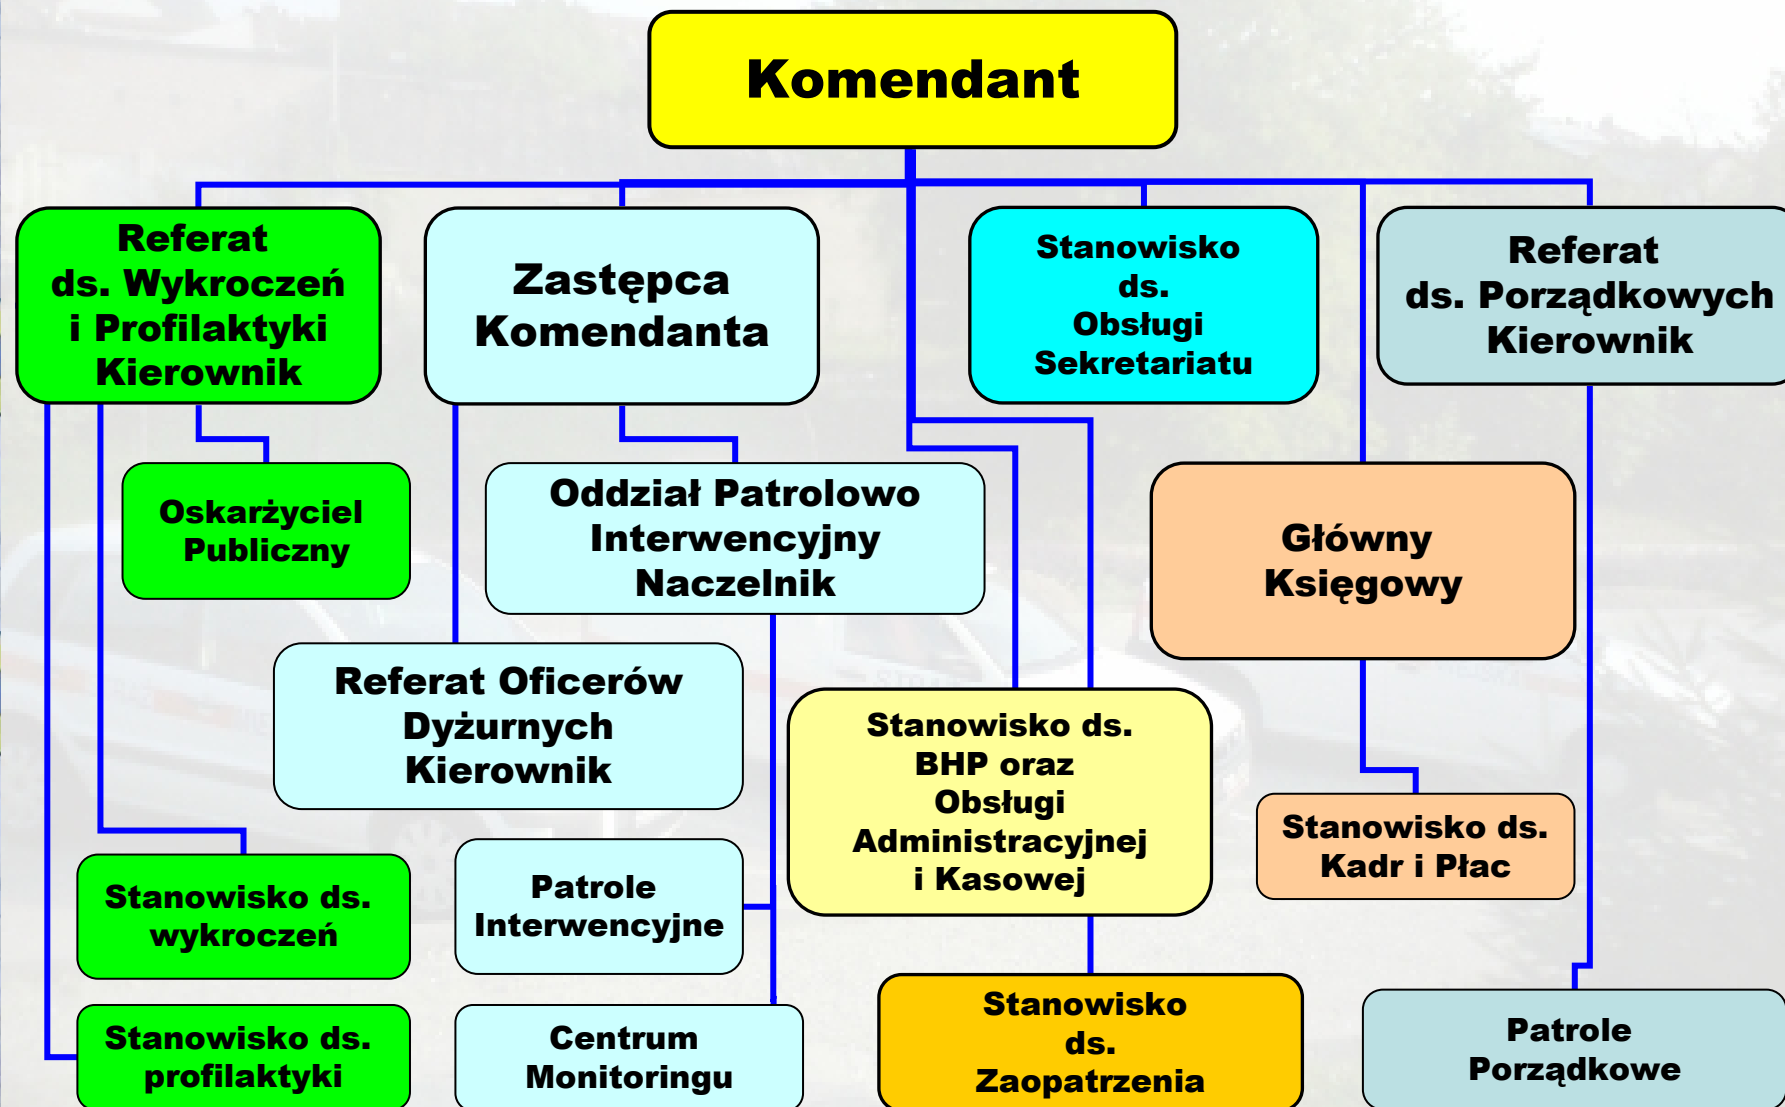 Komendant
Referat
ds. Wykroczeń
i Profilaktyki
Kierownik
Zastępca
Komendanta
Stanowisko
ds.
Obsługi
Sekretariatu
Referat
ds. Porządkowych
Kierownik
Oskarżyciel
Publiczny
Oddział Patrolowo
Interwencyjny
Naczelnik
Główny
Księgowy
Referat Oficerów
Dyżurnych
Kierownik
Stanowisko ds.
BHP oraz
Obsługi
Administracyjnej
i Kasowej
Stanowisko ds.
Kadr i Płac
Stanowisko ds.
wykroczeń
Patrole
Interwencyjne
Stanowisko ds.
profilaktyki
Centrum
Monitoringu
Stanowisko
ds.
Zaopatrzenia
Patrole
Porządkowe